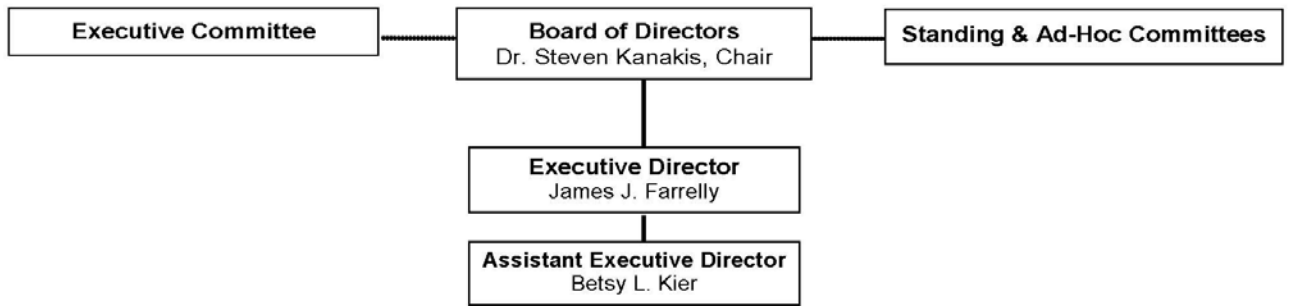 Executive Committee
Board of Directors
Dr. Steven Kanakis, Chair
Standing & Ad-Hoc Committees
Executive Director
James J. Farrelly
Assistant Executive Director
Betsy L. Kier